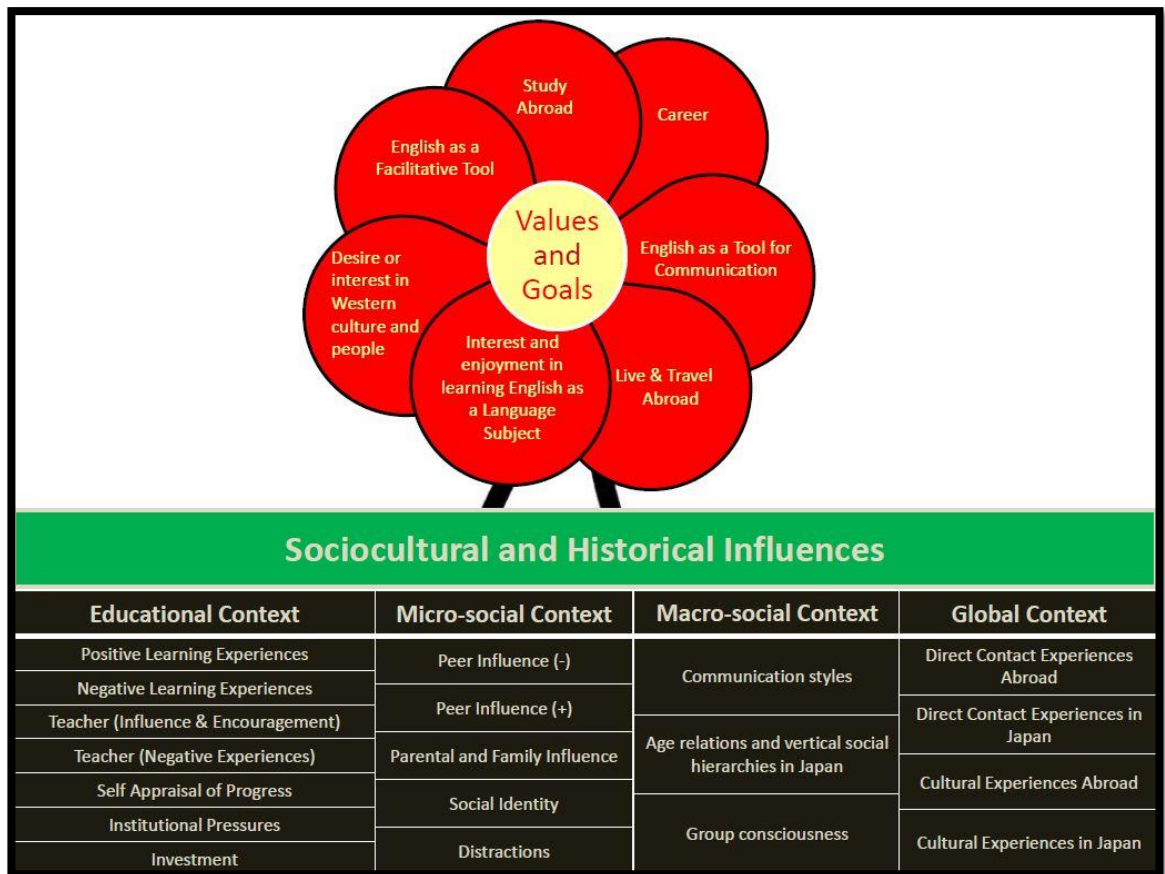 Study
Abroad
Career
English as a
Facilitative Tool
Values
and
Goals
English as a Tool for
Communication
Desire or
interest in
Western
culture and
people
Interest and
enjoyment in
learning English as
a Language
Subject
Live & Travel
Abroad
Sociocultural and Historical Influences
Educational Context
Positive Learning Experiences
Negative Learning Experiences
Teacher (Influence & Encouragement)
Teacher (Negative Experiences)
Self Appraisal of Progress
Institutional Pressures
Investment
Micro-social Context
Peer Influence (-)
Peer Influence (+)
Parental and Family Influence
Social Identity
Distractions
Macro-social Context
Communication styles
Age relations and vertical social
hierarchies in Japan
Group consciousness
Global Context
Direct Contact Experiences
Abroad
Direct Contact Experiences in
Japan
Cultural Experiences Abroad
Cultural Experiences in Japan